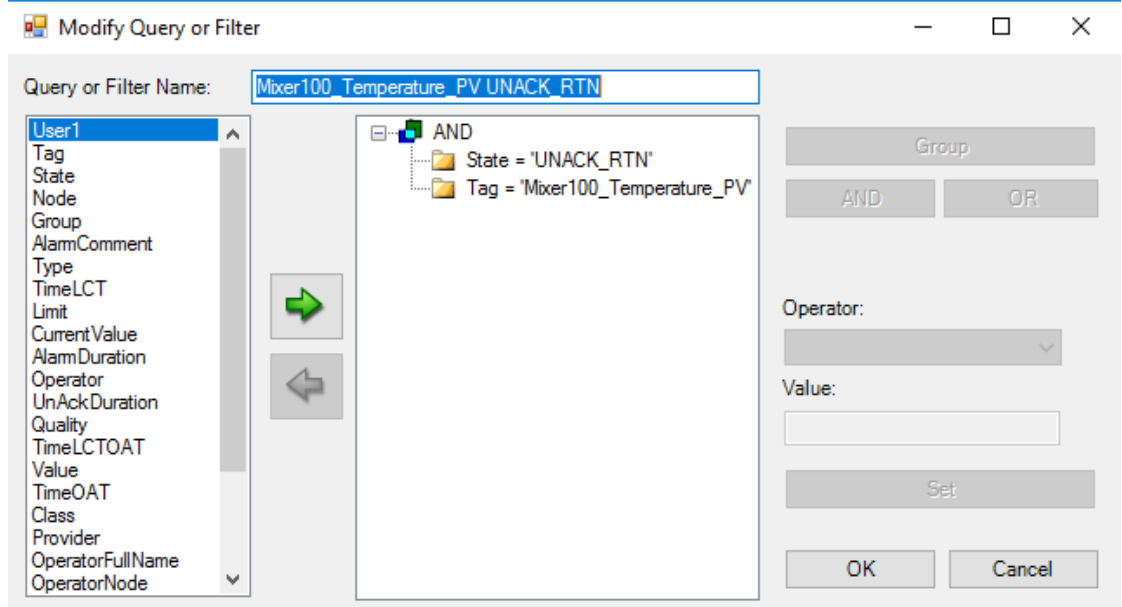 Modify Query or Filter
Query or Filter Name:
Mixer100_Temperature_PV UNACK_RTN
User1
Tag
State
Node
Group
AlarmComment
Type
TimeLCT
Limit
CurrentValue
AlarmDuration
Operator
UnAckDuration
Quality
TimeLCTOAT
Value
TimeOAT
Class
Provider
OperatorFullName
OperatorNode
AND
State = 'UNACK_RTN'
Tag = 'Mixer100_Temperature_PV'
Group
AND
OR
Operator:
Value:
Set
OK
Cancel